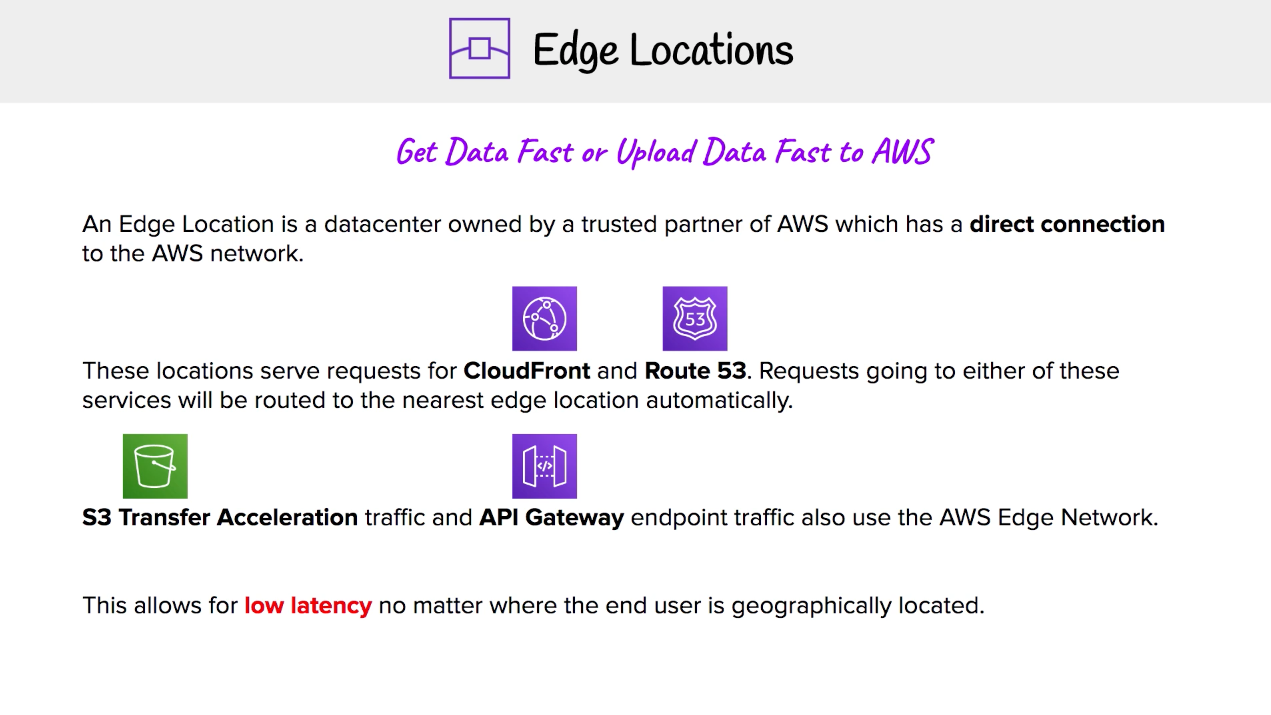 Edge Locations
Get Data Fast or Upload Data Fast to AWS
An Edge Location is a datacenter owned by a trusted partner of AWS which has a direct connection
to the AWS network.
53
These locations serve requests for CloudFront and Route 53. Requests going to either of these
services will be routed to the nearest edge location automatically.
</>
S3 Transfer Acceleration traffic and API Gateway endpoint traffic also use the AWS Edge Network.
This allows for low latency no matter where the end user is geographically located.